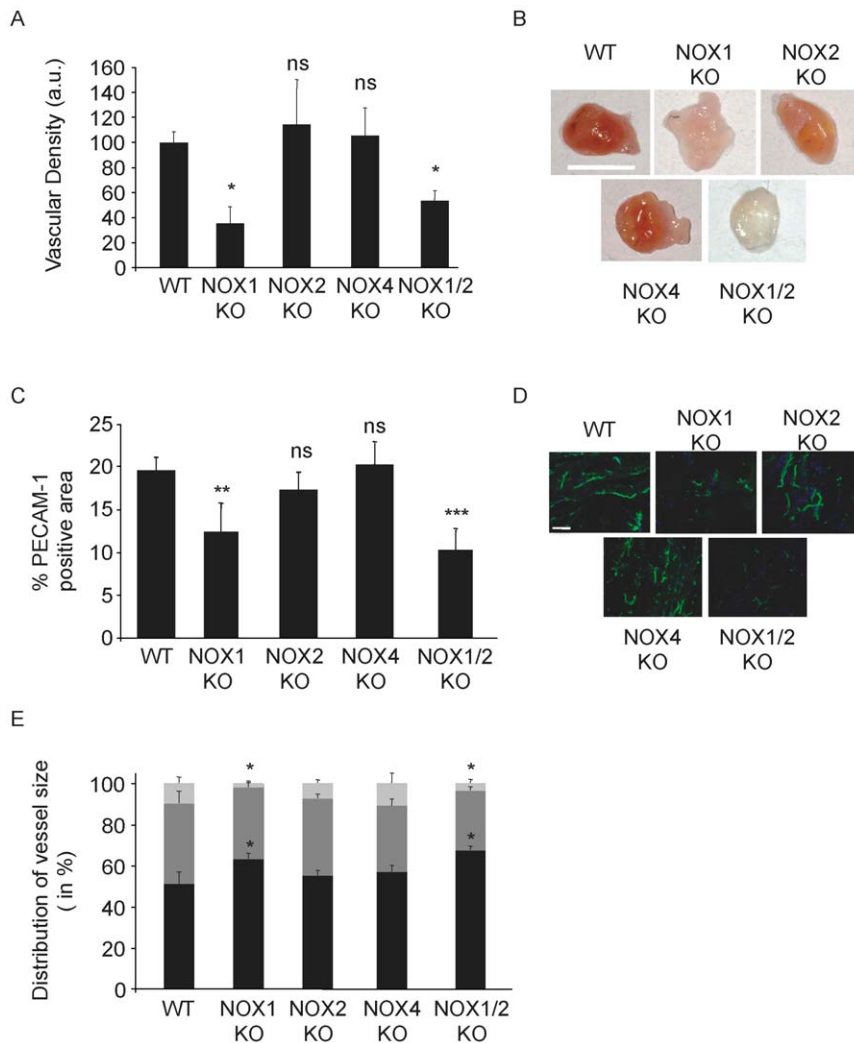 A
160
140
120
100
80
60
40
20
0
Vascular Density (a.u.)
*
ns
ns
*
WT NOX1 NOX2 NOX4 NOX1/2
KO KO KO KO
B
WT NOX1 NOX2
KO KO
NOX4 NOX1/2
KO KO
C
25
20
15
10
5
0
% PECAM-1
positive area
**
ns
ns
***
WT NOX1 NOX2 NOX4 NOX1/2
KO KO KO KO
D
WT NOX1 NOX2
KO KO
NOX4 NOX1/2
KO KO
E
100
80
60
40
20
0
Distribution of vessel size
( in %)
* *
* *
WT NOX1 NOX2 NOX4 NOX1/2
KO KO KO KO